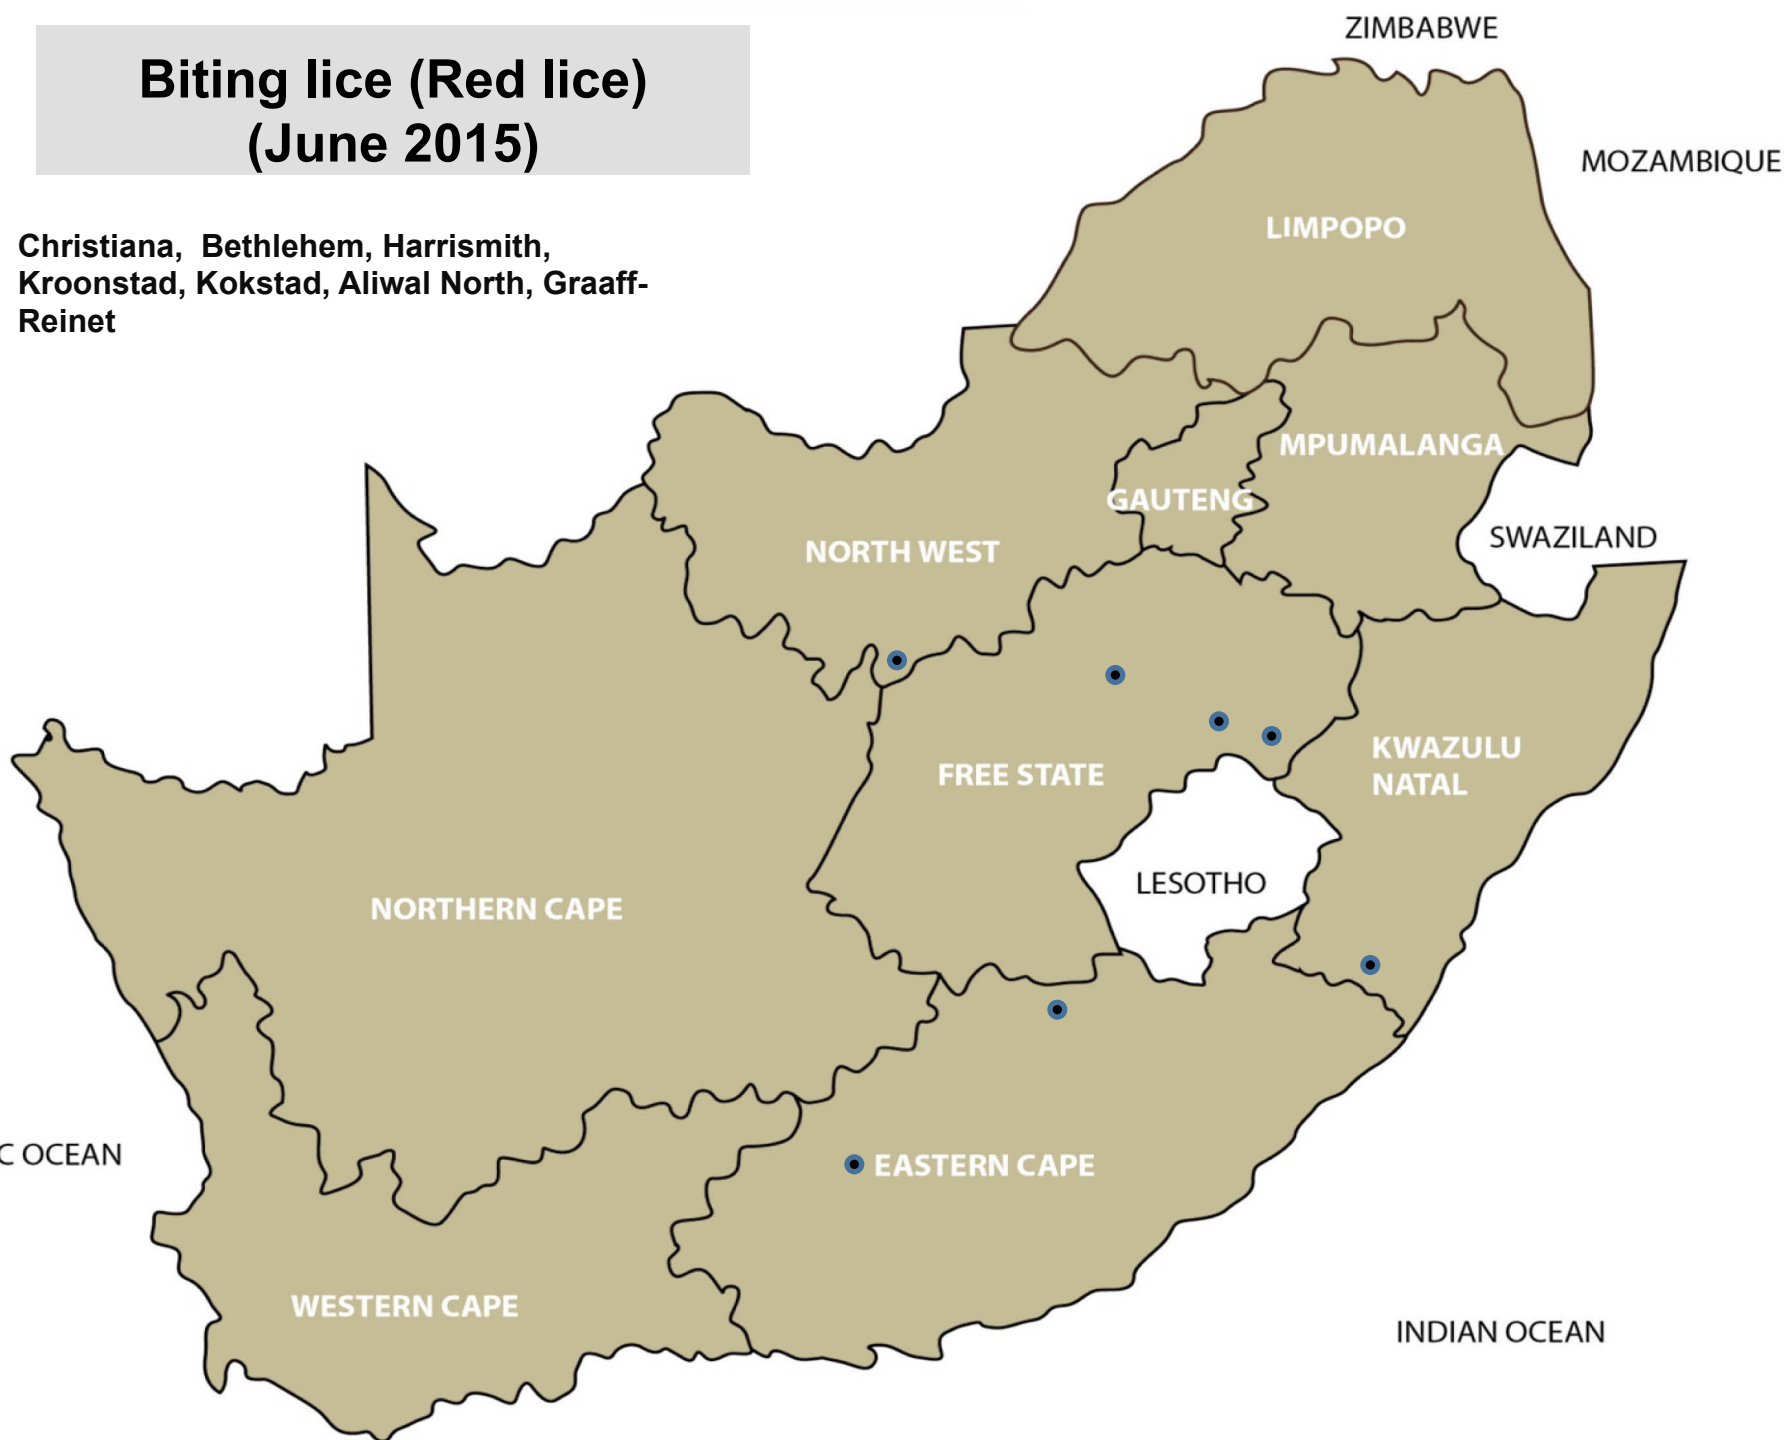 Biting lice (Red lice)
(June 2015)
Christiana, Bethlehem, Harrismith,
Kroonstad, Kokstad, Aliwal North, Graaff-
Reinet
ZIMBABWE
MOZAMBIQUE
LIMPOPO
MPUMALANGA
GAUTENG
SWAZILAND
NORTH WEST
KWAZULU
NATAL
FREE STATE
LESOTHO
NORTHERN CAPE
C OCEAN
EASTERN CAPE
WESTERN CAPE
INDIAN OCEAN